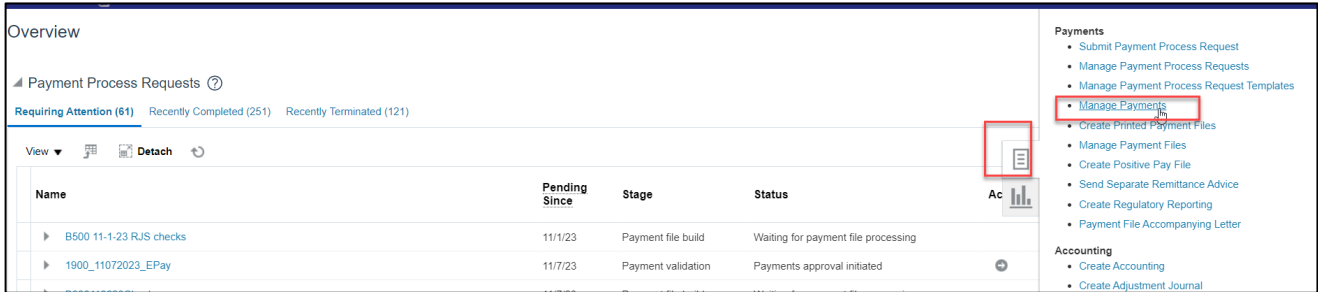 Overview
Payment Process Requests
Requiring Attention (61) Recently Completed (251) Recently Terminated (121)
View Detach
Name Pending Since Stage Status Ac
B500 11-1-23 RJS checks 11/1/23 Payment file build Waiting for payment file processing
1900_11072023_EPay 11/7/23 Payment validation Payments approval initiated
Payments
Submit Payment Process Request
Manage Payment Process Requests
Manage Payment Process Request Templates
Manage Payments
Create Printed Payment Files
Manage Payment Files
Create Positive Pay File
Send Separate Remittance Advice
Create Regulatory Reporting
Payment File Accompanying Letter
Accounting
Create Accounting
Create Adjustment Journal